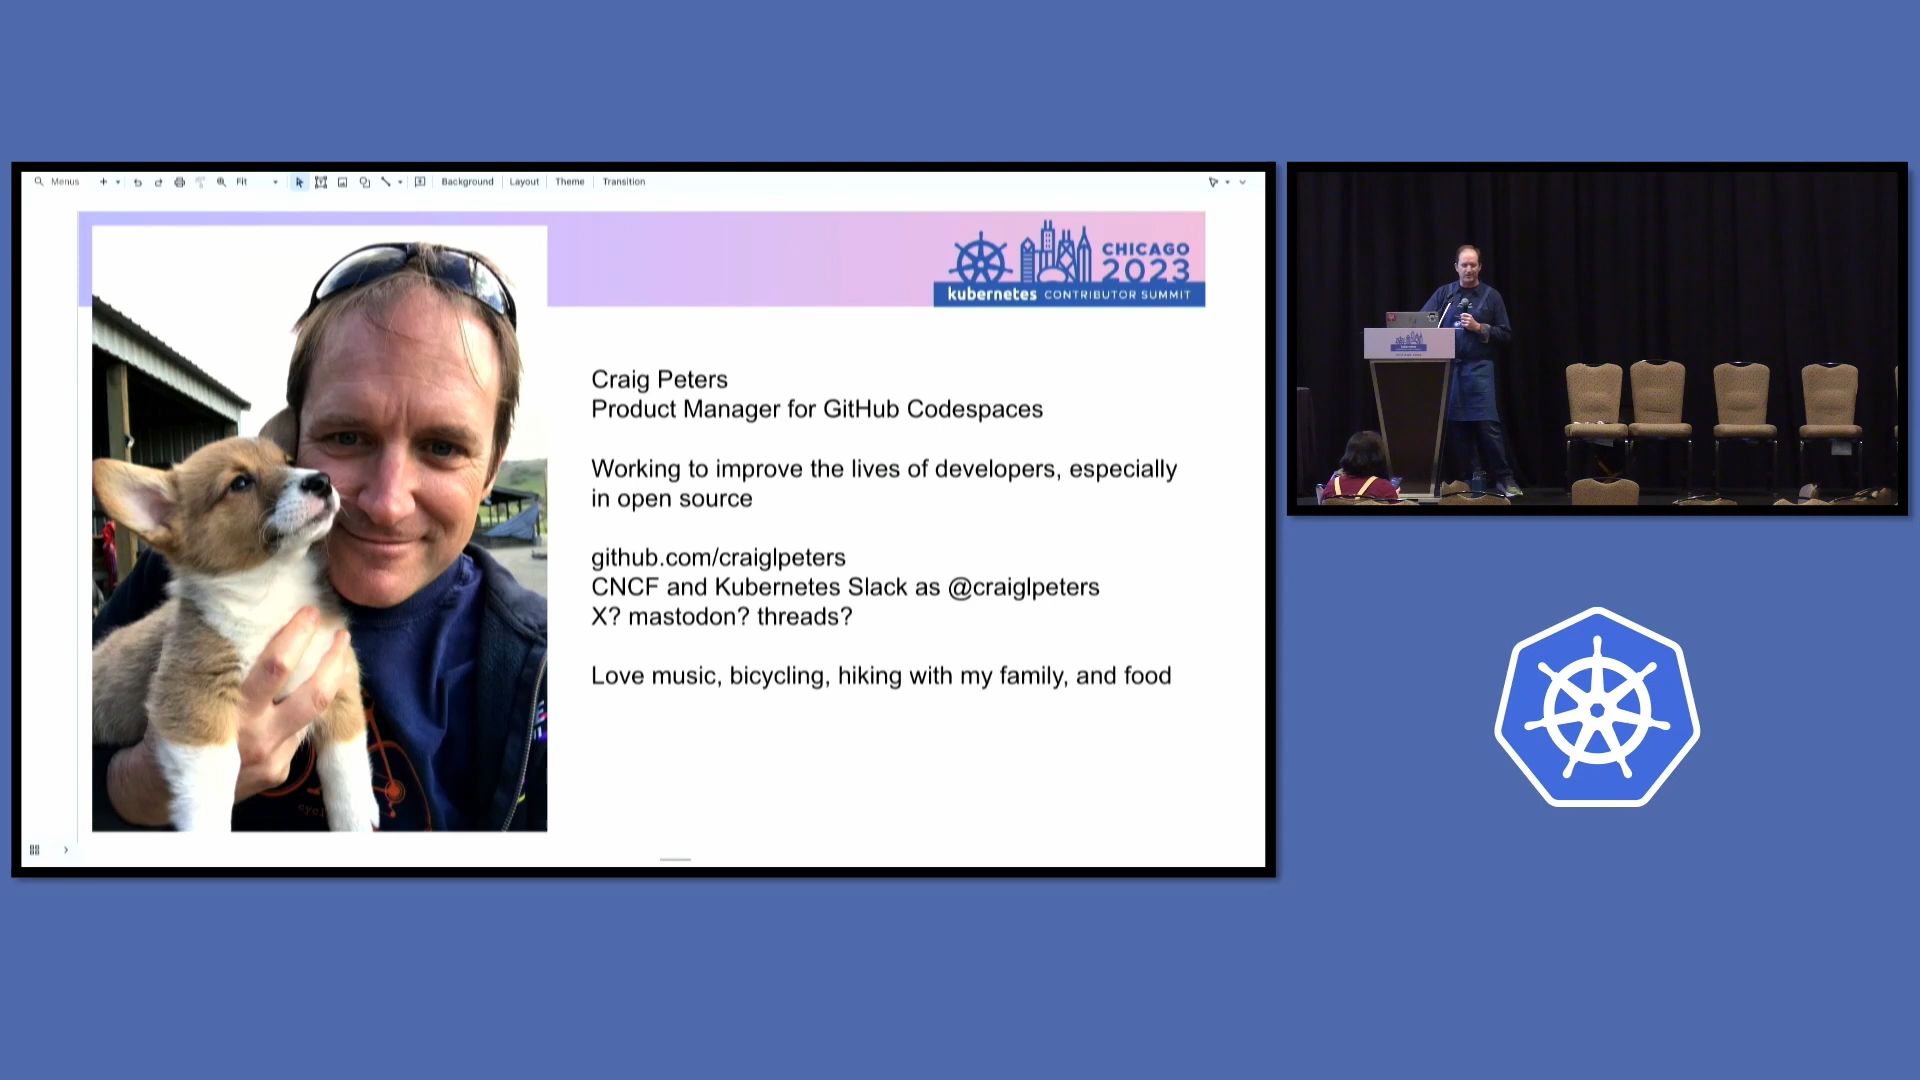 Menus
Fit
Background
Layout
Theme
Transition
CHICAGO
2023
kubernetes CONTRIBUTOR SUMMIT
Craig Peters
Product Manager for GitHub Codespaces
Working to improve the lives of developers, especially
in open source
github.com/craiglpeters
CNCF and Kubernetes Slack as @craiglpeters
X? mastodon? threads?
Love music, bicycling, hiking with my family, and food